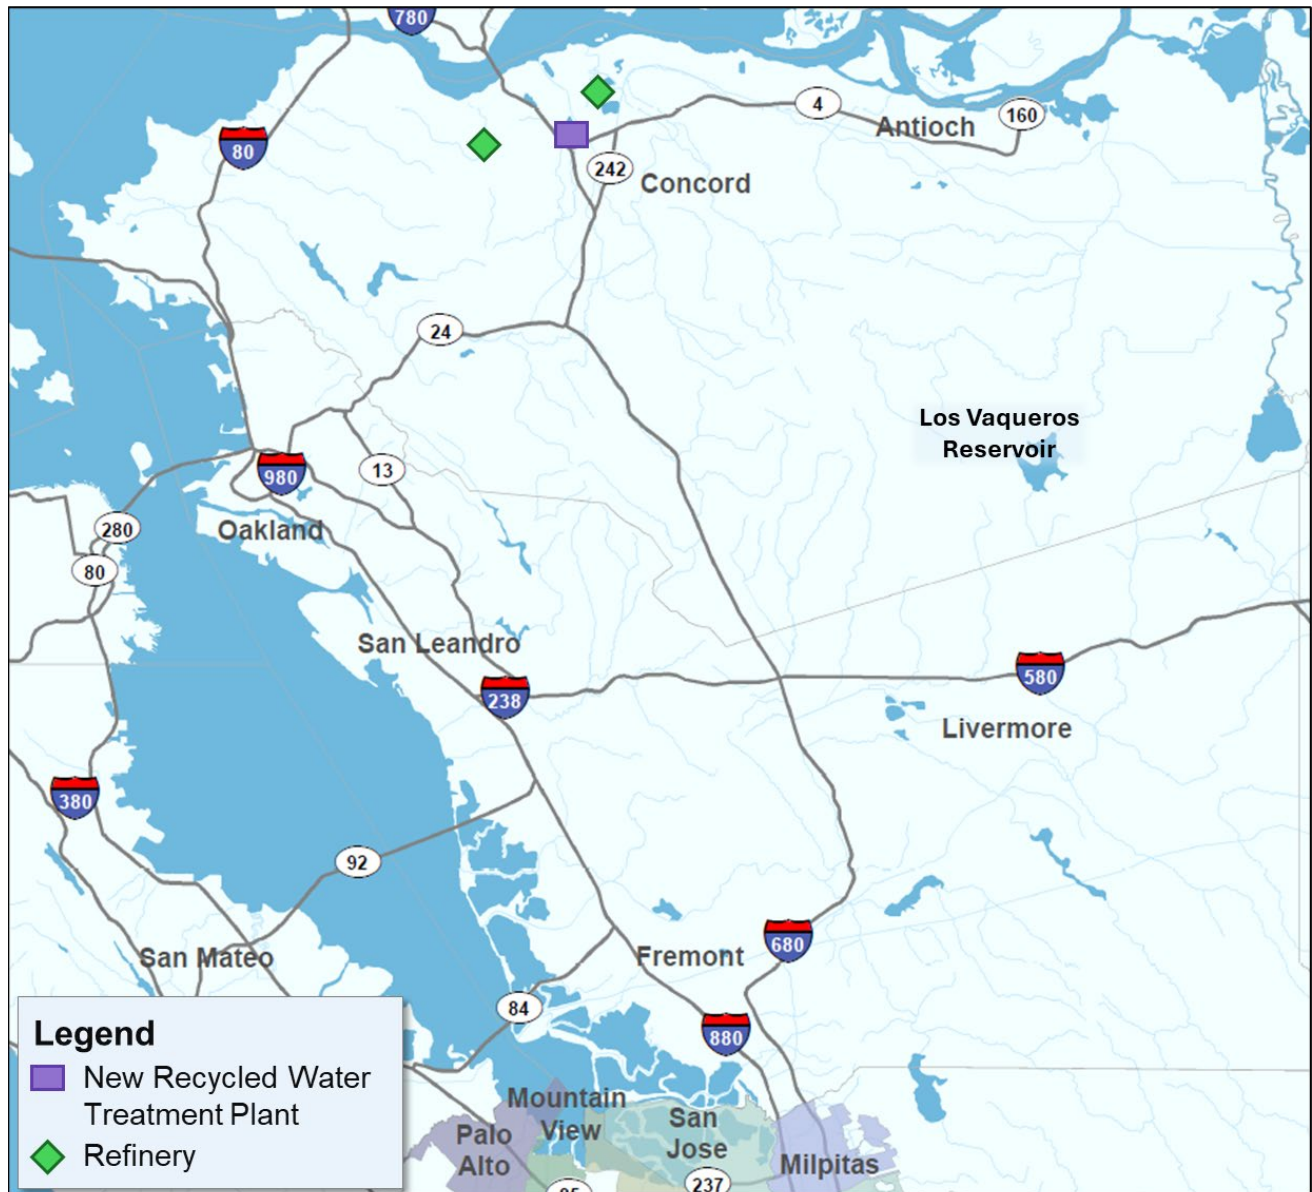 780
4
160
Antioch
80
242
Concord
24
Los Vaqueros
Reservoir
13
980
Oakland
280
80
San Leandro
238
580
Livermore
380
92
San Mateo
Fremont
680
84
880
Legend
New Recycled Water
Treatment Plant
Refinery
Mountain
View
Palo
Alto
San
Jose
Milpitas
237